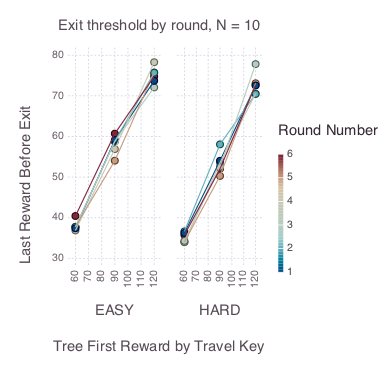 Exit threshold by round, N = 10
Last Reward Before Exit
80
70
60
50
40
30
60 70 80 90 100 110 120
60 70 80 90 100 110 120
EASY
HARD
Tree First Reward by Travel Key
Round Number
6
5
4
3
2
1